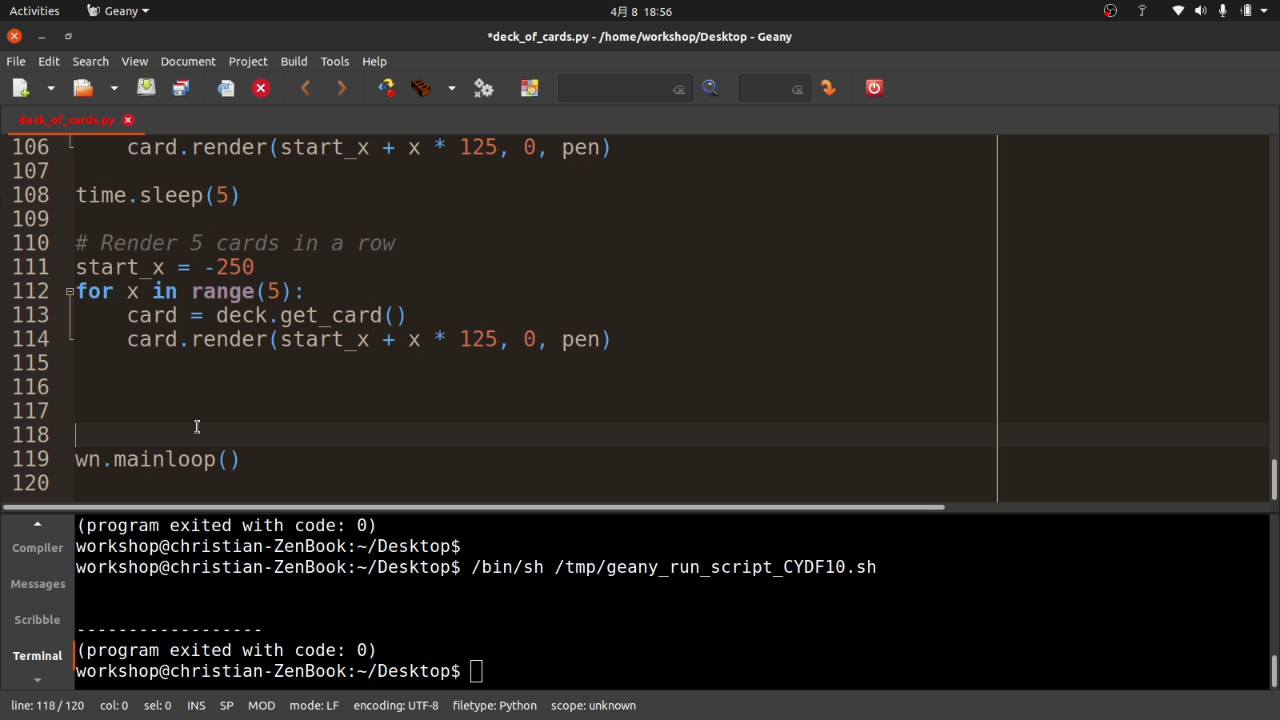 Activities Geany 4月 8 18:56
*deck_of_cards.py - /home/workshop/Desktop - Geany
File Edit Search View Document Project Build Tools Help
deck_of_cards.py
106     card.render(start_x + x * 125, 0, pen)
107
108 time.sleep(5)
109
110 # Render 5 cards in a row
111 start_x = -250
112 for x in range(5):
113     card = deck.get_card()
114     card.render(start_x + x * 125, 0, pen)
115
116
117
118
119 wn.mainloop()
120
Compiler
Messages
Scribble
Terminal
(program exited with code: 0)
workshop@christian-ZenBook:~/Desktop$
workshop@christian-ZenBook:~/Desktop$ /bin/sh /tmp/geany_run_script_CYDF10.sh
------------------
(program exited with code: 0)
workshop@christian-ZenBook:~/Desktop$
line: 118 / 120 col: 0 sel: 0 INS SP MOD mode: LF encoding: UTF-8 filetype: Python scope: unknown